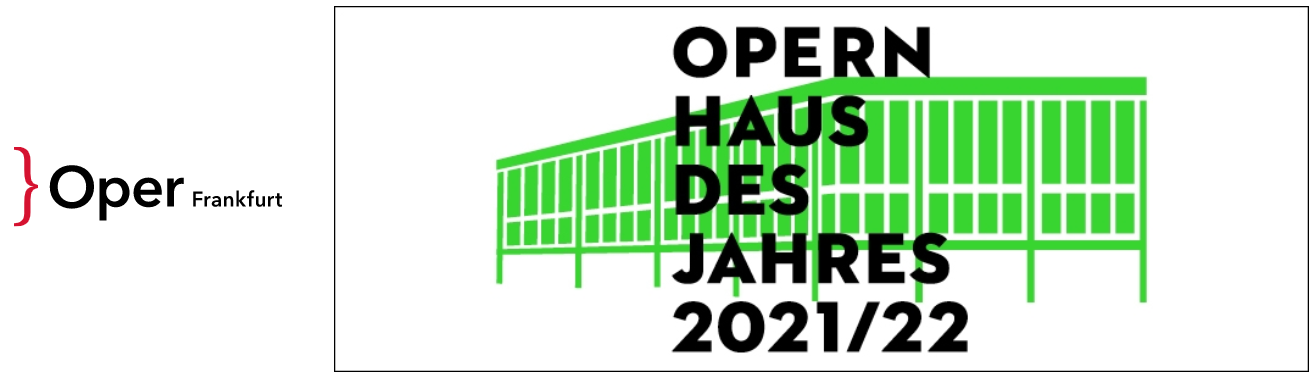 } Oper Frankfurt
OPERN
HAUS
DES
JAHRES
2021/22